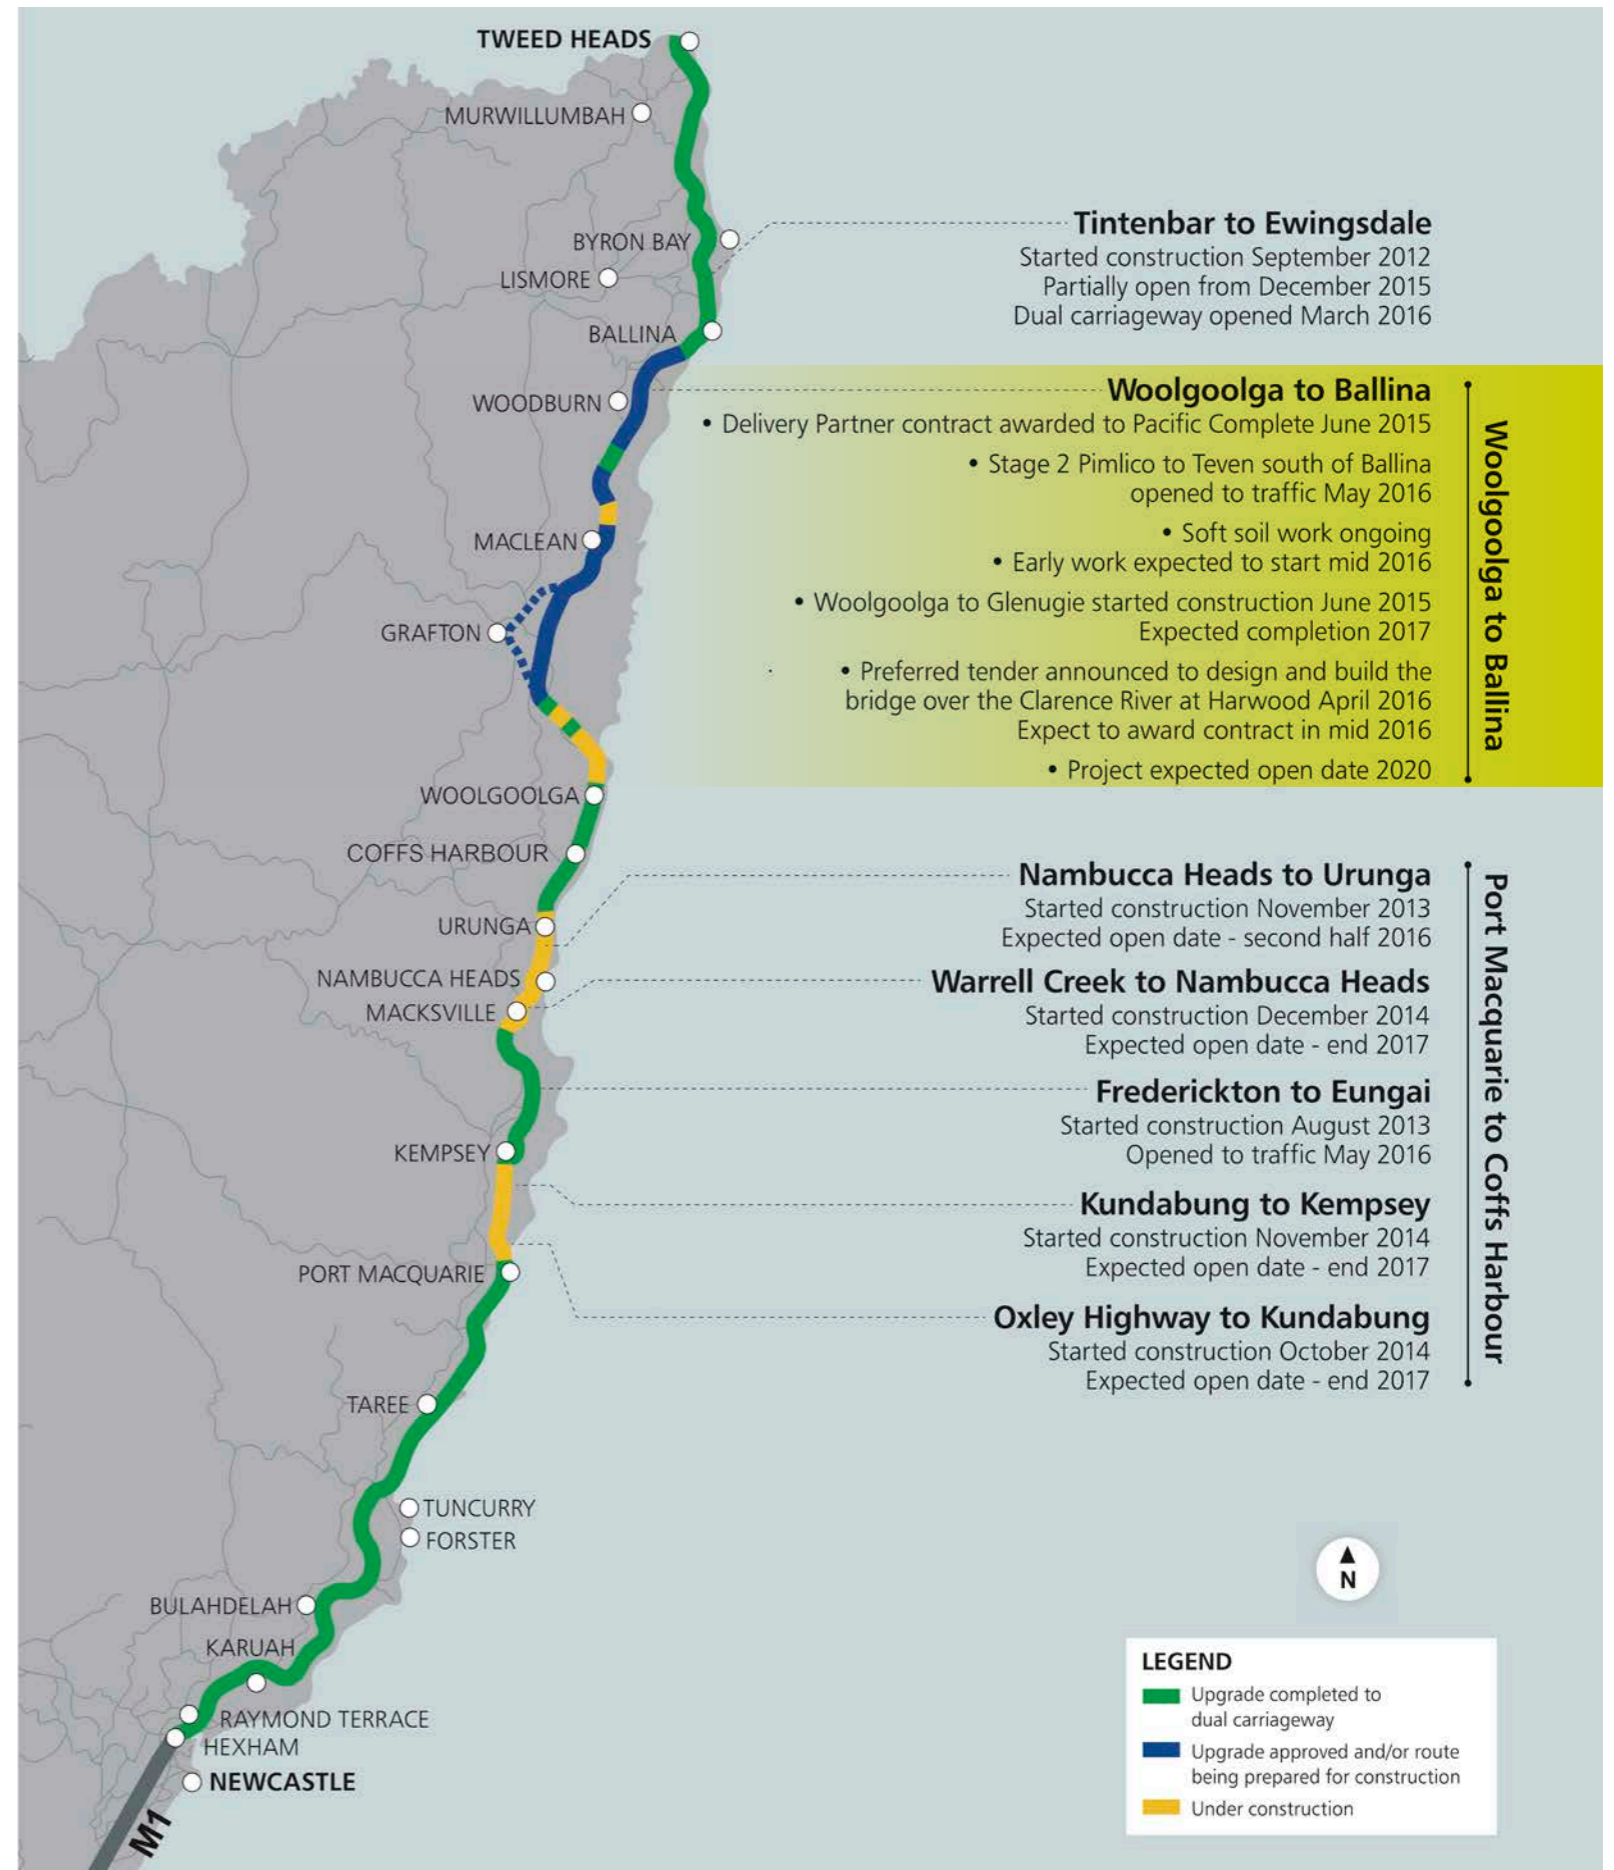 TWEED HEADS
MURWILLUMBAH
BYRON BAY
LISMORE
BALLINA
WOODBURN
MACLEAN
GRAFTON
WOOLGOOLGA
COFFS HARBOUR
URUNGA
NAMBUCCA HEADS
MACKSVILLE
KEMPSEY
PORT MACQUARIE
TAREE
TUNCURRY
FORSTER
BULAHDELAH
KARUAH
RAYMOND TERRACE
HEXHAM
NEWCASTLE
M1
Tintenbar to Ewingsdale
Started construction September 2012
Partially open from December 2015
Dual carriageway opened March 2016
Woolgoolga to Ballina
• Delivery Partner contract awarded to Pacific Complete June 2015
• Stage 2 Pimlico to Teven south of Ballina
opened to traffic May 2016
• Soft soil work ongoing
• Early work expected to start mid 2016
• Woolgoolga to Glenugie started construction June 2015
Expected completion 2017
• Preferred tender announced to design and build the
bridge over the Clarence River at Harwood April 2016
Expect to award contract in mid 2016
• Project expected open date 2020
Woolgoolga to Ballina
Nambucca Heads to Urunga
Started construction November 2013
Expected open date - second half 2016
Warrell Creek to Nambucca Heads
Started construction December 2014
Expected open date - end 2017
Frederickton to Eungai
Started construction August 2013
Opened to traffic May 2016
Kundabung to Kempsey
Started construction November 2014
Expected open date - end 2017
Oxley Highway to Kundabung
Started construction October 2014
Expected open date - end 2017
Port Macquarie to Coffs Harbour
N
LEGEND
Upgrade completed to
dual carriageway
Upgrade approved and/or route
being prepared for construction
Under construction